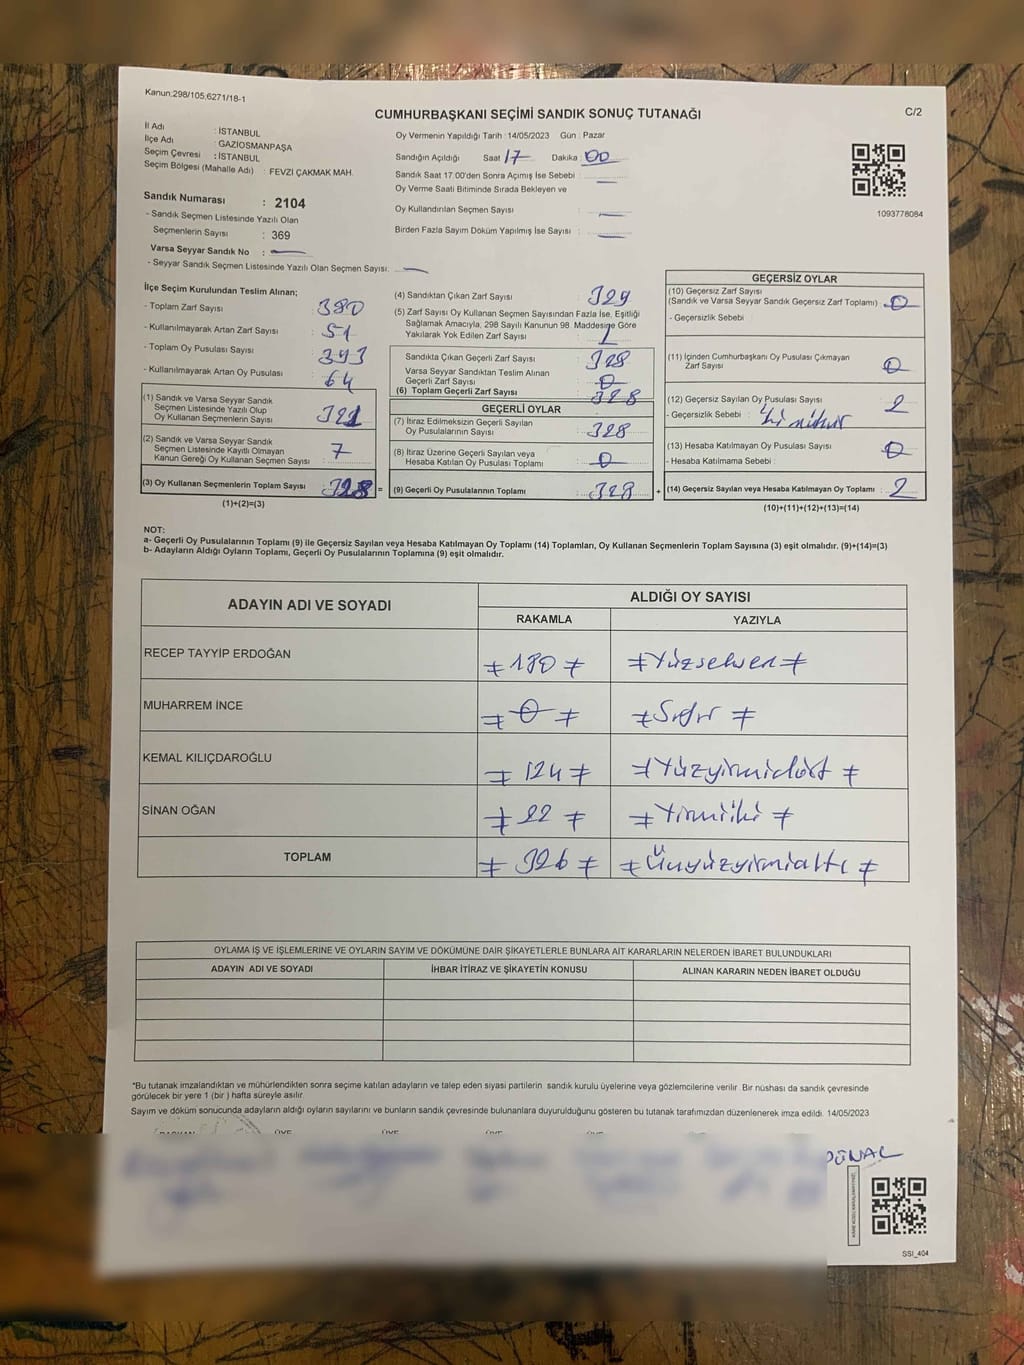 Kanun:298/105,6271/18-1
CUMHURBAŞKANI SEÇİMİ SANDIK SONUÇ TUTANAĞI
C/2
İl Adı : İSTANBUL
İlçe Adı : GAZİOSMANPAŞA
Seçim Çevresi : İSTANBUL
Seçim Bölgesi (Mahalle Adı) : FEVZİ ÇAKMAK MAH.
Sandık Numarası : 2104
- Sandık Seçmen Listesinde Yazılı Olan
Seçmenlerin Sayısı : 369
Varsa Seyyar Sandık No : —
- Seyyar Sandık Seçmen Listesinde Yazılı Olan Seçmen Sayısı: —
Oy Vermenin Yapıldığı Tarih : 14/05/2023 Gün : Pazar
Sandığın Açıldığı Saat 17 Dakika : 00
Sandık Saat 17.00'den Sonra Açımış İse Sebebi : —
Oy Verme Saati Bitiminde Sırada Bekleyen ve
Oy Kullandırılan Seçmen Sayısı : —
Birden Fazla Sayım Döküm Yapılmış İse Sayısı : —
1093778084
İlçe Seçim Kurulundan Teslim Alınan;
- Toplam Zarf Sayısı : 380
- Kullanılmayarak Artan Zarf Sayısı : 51
- Toplam Oy Pusulası Sayısı : 393
- Kullanılmayarak Artan Oy Pusulası : 64
(1) Sandık ve Varsa Seyyar Sandık
Seçmen Listesinde Yazılı Olup
Oy Kullanan Seçmenlerin Sayısı : 321
(2) Sandık ve Varsa Seyyar Sandık
Seçmen Listesinde Kayıtlı Olmayan
Kanun Gereği Oy Kullanan Seçmen Sayısı : 7
(3) Oy Kullanan Seçmenlerin Toplam Sayısı : 328 =
(1)+(2)=(3)
(4) Sandıktan Çıkan Zarf Sayısı : 329
(5) Zarf Sayısı Oy Kullanan Seçmen Sayısından Fazla İse, Eşitliği
Sağlamak Amacıyla, 298 Sayılı Kanunun 98. Maddesine Göre
Yakılarak Yok Edilen Zarf Sayısı : 1
Sandıkta Çıkan Geçerli Zarf Sayısı : 328
Varsa Seyyar Sandıktan Teslim Alınan
Geçerli Zarf Sayısı : 0
(6) Toplam Geçerli Zarf Sayısı : 328
GEÇERLİ OYLAR
(7) İtiraz Edilmeksizin Geçerli Sayılan
Oy Pusulalarının Sayısı : 328
(8) İtiraz Üzerine Geçerli Sayılan veya
Hesaba Katılan Oy Pusulası Toplamı : 0
(9) Geçerli Oy Pusulalarının Toplamı : 328 +
GEÇERSİZ OYLAR
(10) Geçersiz Zarf Sayısı
(Sandık ve Varsa Seyyar Sandık Geçersiz Zarf Toplamı) : 0
- Geçersizlik Sebebi :
(11) İçinden Cumhurbaşkanı Oy Pusulası Çıkmayan
Zarf Sayısı : 0
(12) Geçersiz Sayılan Oy Pusulası Sayısı : 2
- Geçersizlik Sebebi :
(13) Hesaba Katılmayan Oy Pusulası Sayısı : 0
- Hesaba Katılmama Sebebi :
(14) Geçersiz Sayılan veya Hesaba Katılmayan Oy Toplamı : 2
(10)+(11)+(12)+(13)=(14)
NOT:
a- Geçerli Oy Pusulalarının Toplamı (9) ile Geçersiz Sayılan veya Hesaba Katılmayan Oy Toplamı (14) Toplamları, Oy Kullanan Seçmenlerin Toplam Sayısına (3) eşit olmalıdır. (9)+(14)=(3)
b- Adayların Aldığı Oyların Toplamı, Geçerli Oy Pusulalarının Toplamına (9) eşit olmalıdır.
ADAYIN ADI VE SOYADI
ALDIĞI OY SAYISI
RAKAMLA YAZIYLA
RECEP TAYYİP ERDOĞAN ≠ 180 ≠ ≠ Yüzseksen ≠
MUHARREM İNCE ≠ 0 ≠ ≠ Sıfır ≠
KEMAL KILIÇDAROĞLU ≠ 124 ≠ ≠ Yüzyirmidört ≠
SİNAN OĞAN ≠ 22 ≠ ≠ Yirmiiki ≠
TOPLAM ≠ 326 ≠ ≠ Üçyüzyirmialtı ≠
OYLAMA İŞ VE İŞLEMLERİNE VE OYLARIN SAYIM VE DÖKÜMÜNE DAİR ŞİKAYETLERLE BUNLARA AİT KARARLARIN NELERDEN İBARET BULUNDUKLARI
ADAYIN ADI VE SOYADI İHBAR İTİRAZ VE ŞİKAYETİN KONUSU ALINAN KARARIN NEDEN İBARET OLDUĞU
*Bu tutanak imzalandıktan ve mühürlendikten sonra seçime katılan adayların ve talep eden siyasi partilerin sandık kurulu üyelerine veya gözlemcilerine verilir. Bir nüshası da sandık çevresinde
görülecek bir yere 1 (bir ) hafta süreyle asılır.
Sayım ve döküm sonucunda adayların aldığı oyların sayılarını ve bunların sandık çevresinde bulunanlara duyurulduğunu gösteren bu tutanak tarafımızdan düzenlenerek imza edildi. 14/05/2023
SSI_404